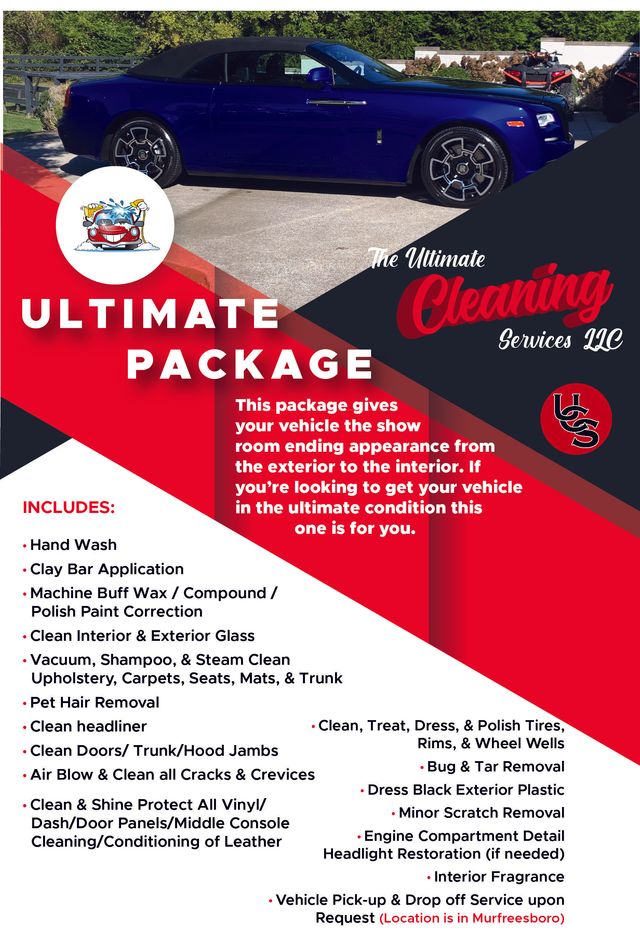 The Ultimate
Cleaning
Services LLC
UCS
ULTIMATE
PACKAGE
This package gives
your vehicle the show
room ending appearance from
the exterior to the interior. If
you're looking to get your vehicle
in the ultimate condition this
one is for you.
INCLUDES:
• Hand Wash
• Clay Bar Application
• Machine Buff Wax / Compound /
Polish Paint Correction
• Clean Interior & Exterior Glass
• Vacuum, Shampoo, & Steam Clean
Upholstery, Carpets, Seats, Mats, & Trunk
• Pet Hair Removal
• Clean headliner
• Clean Doors/ Trunk/Hood Jambs
• Air Blow & Clean all Cracks & Crevices
• Clean & Shine Protect All Vinyl/
Dash/Door Panels/Middle Console
Cleaning/Conditioning of Leather
• Clean, Treat, Dress, & Polish Tires,
Rims, & Wheel Wells
• Bug & Tar Removal
• Dress Black Exterior Plastic
• Minor Scratch Removal
• Engine Compartment Detail
Headlight Restoration (if needed)
• Interior Fragrance
• Vehicle Pick-up & Drop off Service upon
Request (Location is in Murfreesboro)